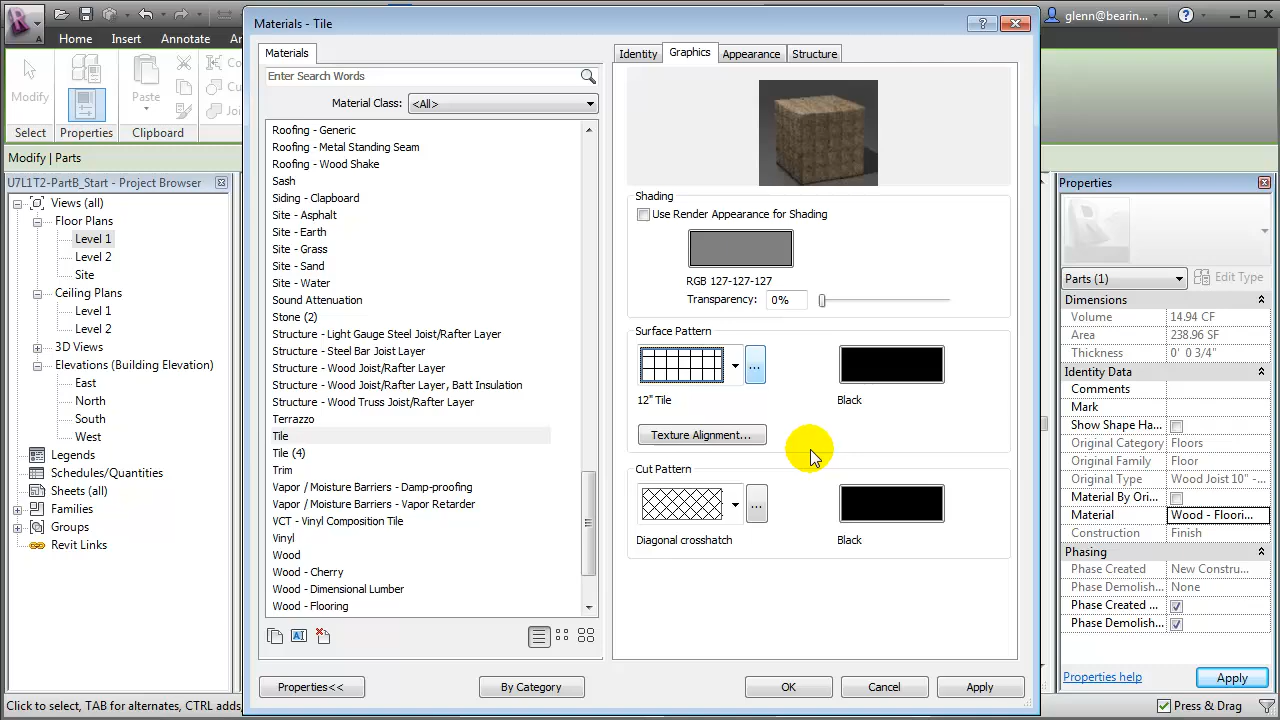 Materials - Tile
glenn@bearin...
Home
Insert
Annotate
Modify
Paste
Select
Properties
Clipboard
Modify | Parts
U7L1T2-PartB_Start - Project Browser
Views (all)
Floor Plans
Level 1
Level 2
Site
Ceiling Plans
Level 1
Level 2
3D Views
Elevations (Building Elevation)
East
North
South
West
Legends
Schedules/Quantities
Sheets (all)
Families
Groups
Revit Links
Click to select, TAB for alternates, CTRL adds,
Materials
Enter Search Words
Material Class:
<All>
Roofing - Generic
Roofing - Metal Standing Seam
Roofing - Wood Shake
Sash
Siding - Clapboard
Site - Asphalt
Site - Earth
Site - Grass
Site - Sand
Site - Water
Sound Attenuation
Stone (2)
Structure - Light Gauge Steel Joist/Rafter Layer
Structure - Steel Bar Joist Layer
Structure - Wood Joist/Rafter Layer
Structure - Wood Joist/Rafter Layer, Batt Insulation
Structure - Wood Truss Joist/Rafter Layer
Terrazzo
Tile
Tile (4)
Trim
Vapor / Moisture Barriers - Damp-proofing
Vapor / Moisture Barriers - Vapor Retarder
VCT - Vinyl Composition Tile
Vinyl
Wood
Wood - Cherry
Wood - Dimensional Lumber
Wood - Flooring
Properties<<
By Category
Identity
Graphics
Appearance
Structure
Shading
Use Render Appearance for Shading
RGB 127-127-127
Transparency:
0%
Surface Pattern
...
12" Tile
Black
Texture Alignment...
Cut Pattern
...
Diagonal crosshatch
Black
OK
Cancel
Apply
Properties
Parts (1)
Edit Type
Dimensions
Volume
14.94 CF
Area
238.96 SF
Thickness
0' 0 3/4"
Identity Data
Comments
Mark
Show Shape Ha...
Original Category
Floors
Original Family
Floor
Original Type
Wood Joist 10" -...
Material By Ori...
Material
Wood - Floori...
Construction
Finish
Phasing
Phase Created
New Constru...
Phase Demolish...
None
Phase Created ...
Phase Demolish...
Properties help
Apply
Press & Drag